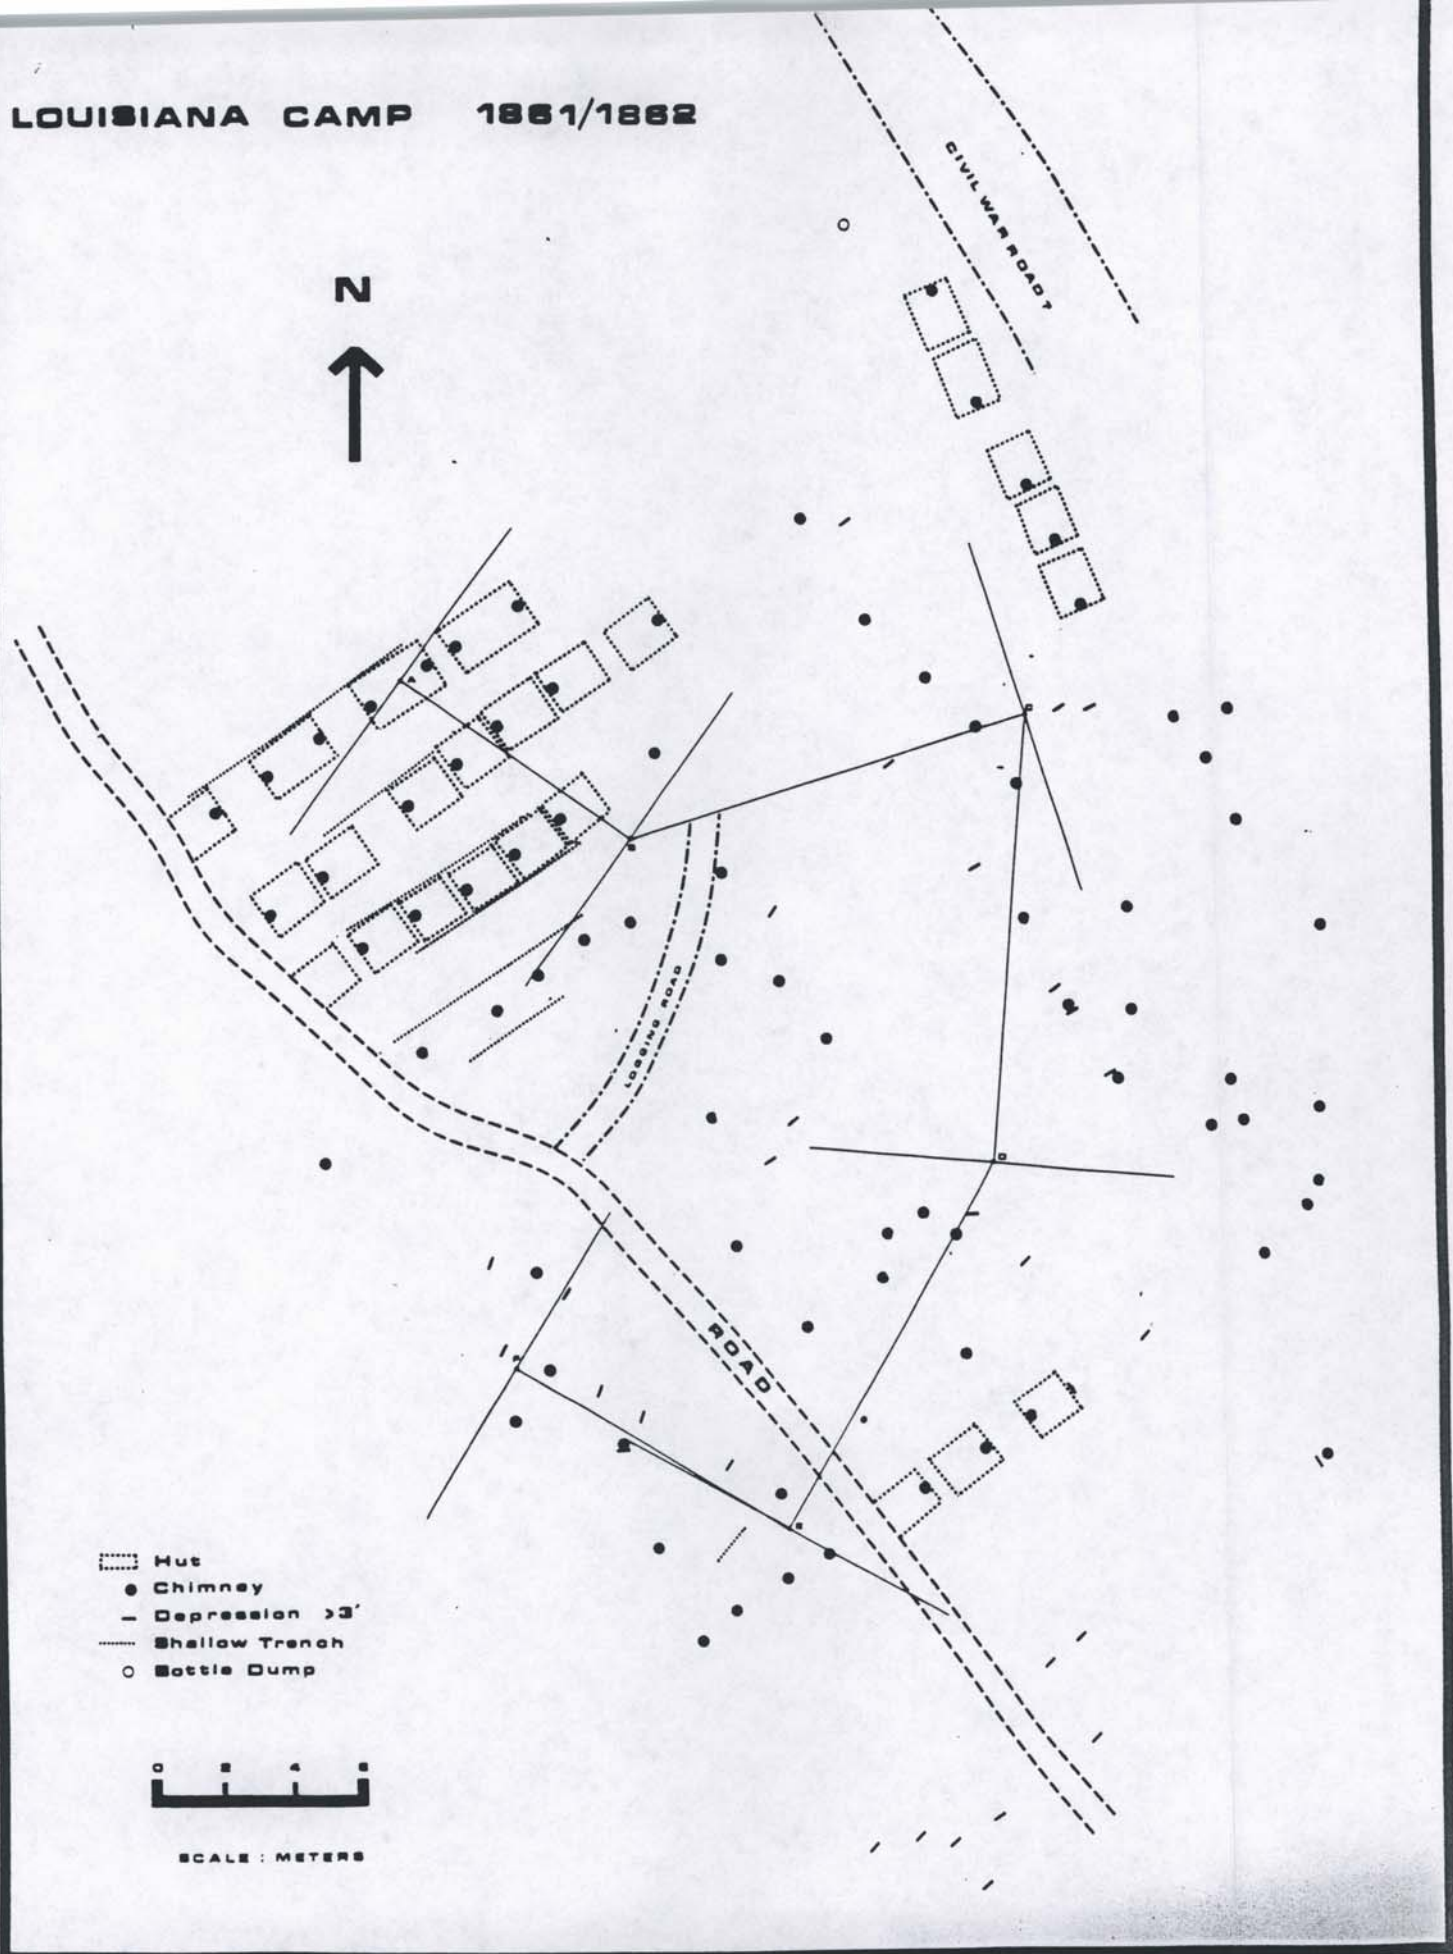 LOUISIANA CAMP 1861/1862
CIVIL WAR ROAD?
N
LOGGING ROAD
ROAD
Hut
Chimney
Depression >3'
Shallow Trench
Bottle Dump
0 2 4 6
SCALE : METERS